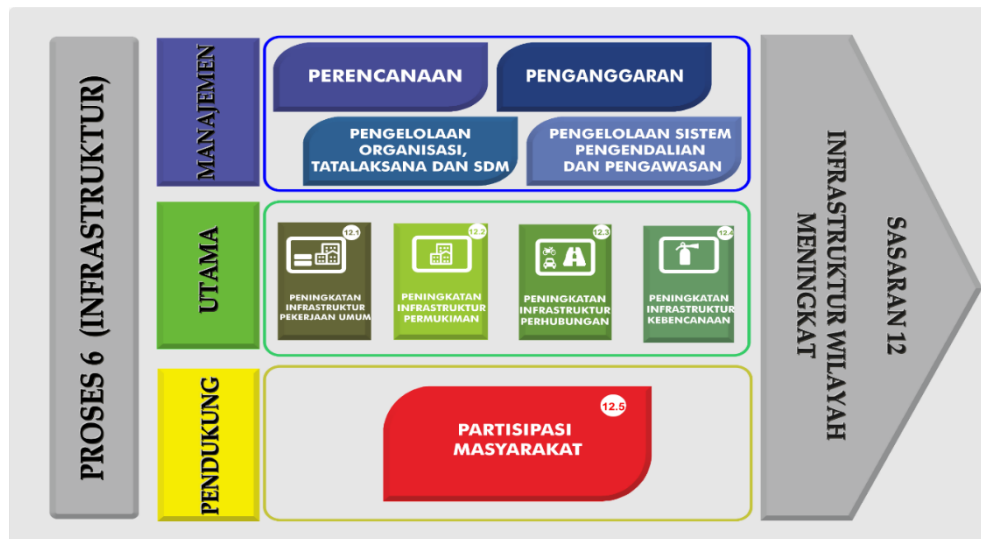 PROSES 6 (INFRASTRUKTUR)
MANAJEMEN
PERENCANAAN
PENGANGGARAN
PENGELOLAAN
ORGANISASI,
TATALAKSANA DAN SDM
PENGELOLAAN SISTEM
PENGENDALIAN
DAN PENGAWASAN
UTAMA
12.1
PENINGKATAN
INFRASTRUKTUR
PEKERJAAN UMUM
12.2
PENINGKATAN
INFRASTRUKTUR
PERMUKIMAN
12.3
PENINGKATAN
INFRASTRUKTUR
PERHUBUNGAN
12.4
PENINGKATAN
INFRASTRUKTUR
KEBENCANAAN
PENDUKUNG
12.5
PARTISIPASI
MASYARAKAT
SASARAN 12
INFRASTRUKTUR WILAYAH
MENINGKAT